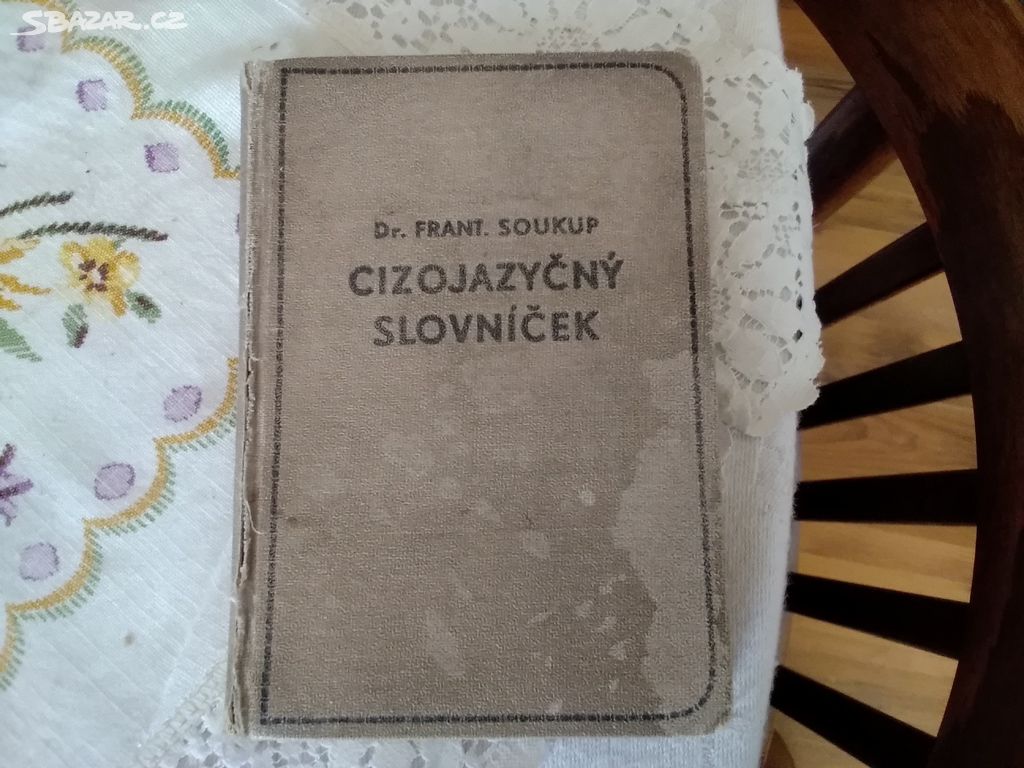 SBAZAR.CZ
Dr. FRANT. SOUKUP
CIZOJAZYČNÝ
SLOVNÍČEK